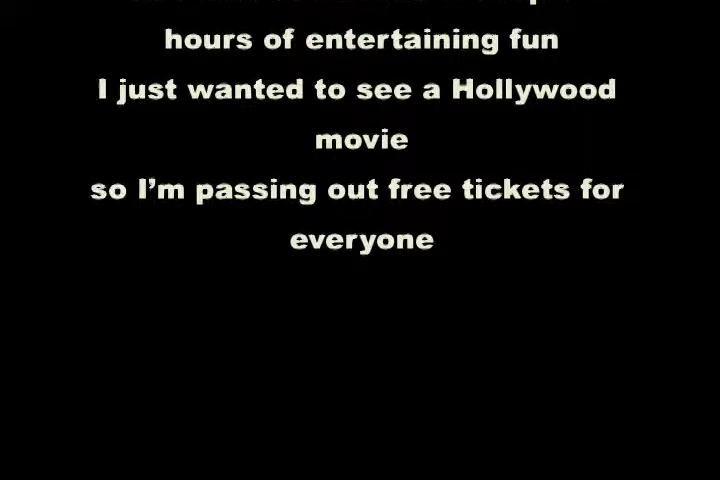 hours of entertaining fun
I just wanted to see a Hollywood
movie
so I’m passing out free tickets for
everyone